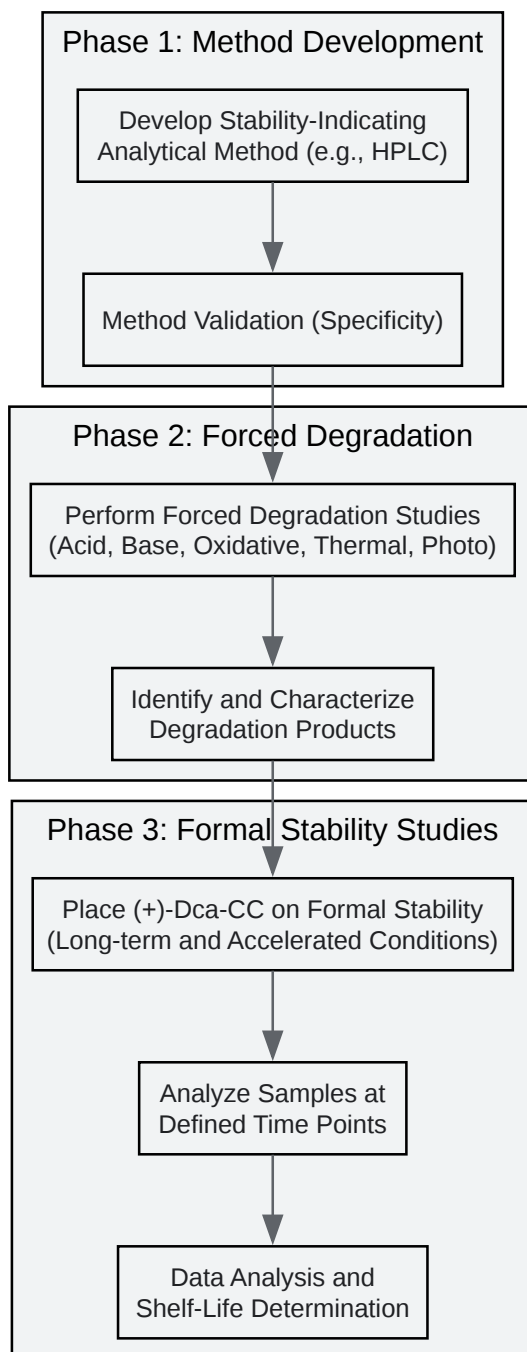 Phase 1: Method Development
Develop Stability-Indicating
Analytical Method (e.g., HPLC)
Method Validation (Specificity)
Phase 2: Forced Degradation
Perform Forced Degradation Studies
(Acid, Base, Oxidative, Thermal, Photo)
Identify and Characterize
Degradation Products
Phase 3: Formal Stability Studies
Place (+)-Dca-CC on Formal Stability
(Long-term and Accelerated Conditions)
Analyze Samples at
Defined Time Points
Data Analysis and
Shelf-Life Determination